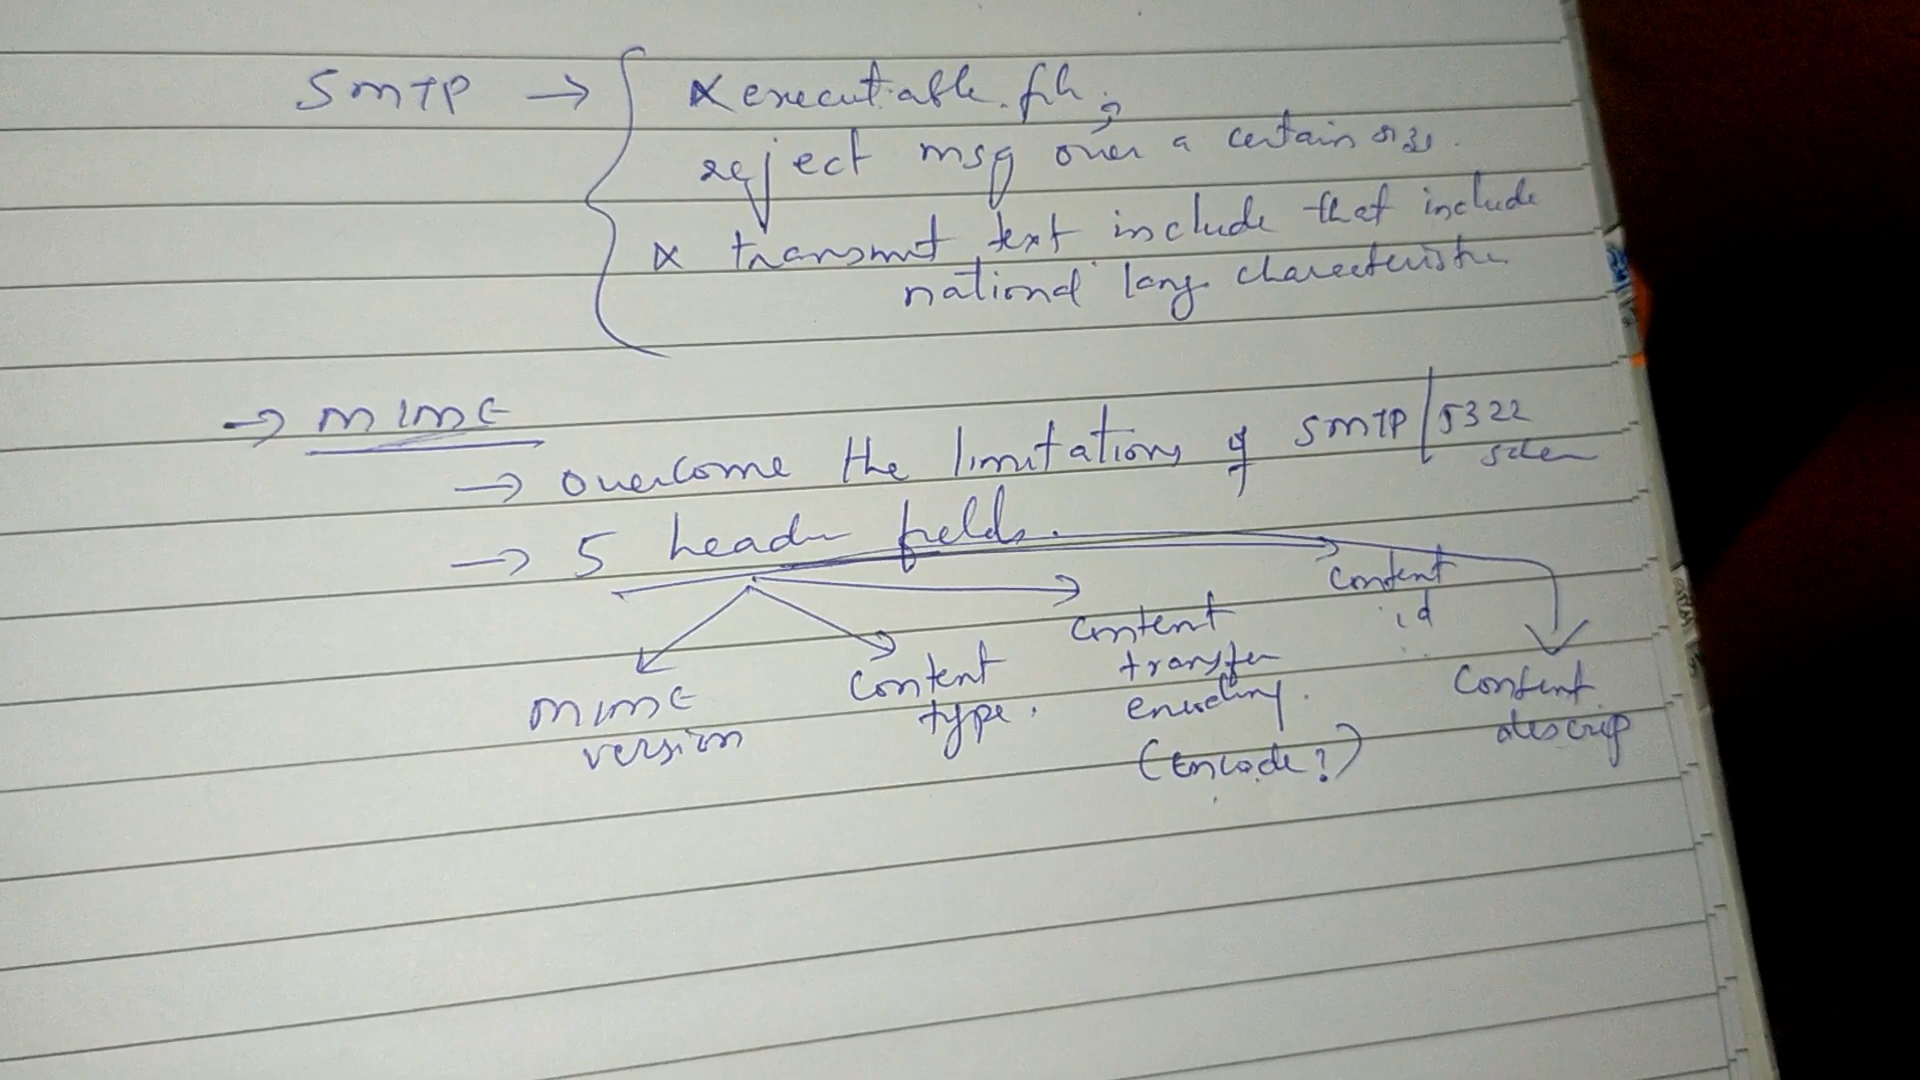 SMTP → x executable file,
reject msg over a certain size.
x transmit text include that include
national lang. characteristic
→ MIME
→ overcome the limitations of SMTP/5322
→ 5 header fields.
MIME version
content type.
content transfer encoding.
(Encode?)
content id
content descrip